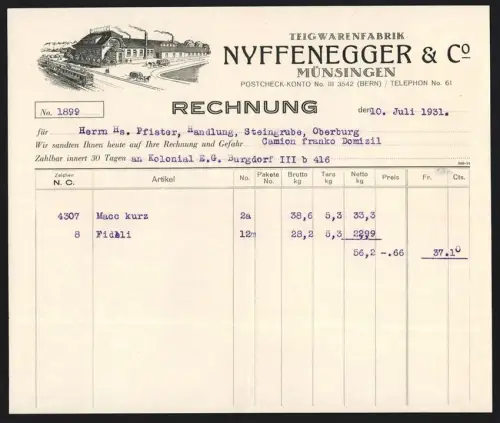 TEIGWARENFABRIK
NYFFENEGGER & Co
MÜNSINGEN
POSTCHECK-KONTO No. III 3542 (BERN) / TELEPHON No. 61
No. 1899 RECHNUNG den 10. Juli 1931.
für Herrn Hs. Pfister, Handlung, Steingrube, Oberburg
Wir sandten Ihnen heute auf Ihre Rechnung und Gefahr Camion franko Domizil
Zahlbar innert 30 Tagen an Kolonial E.G. Burgdorf III b 416
Zeichen N. C. Artikel No. Pakete No. Brutto kg Tara kg Netto kg Preis Fr. Cts.
4307 Macc kurz 2a 38,6 5,3 33,3
8 Fideli 12m 28,2 5,3 22,9
56,2 -.66 37.10